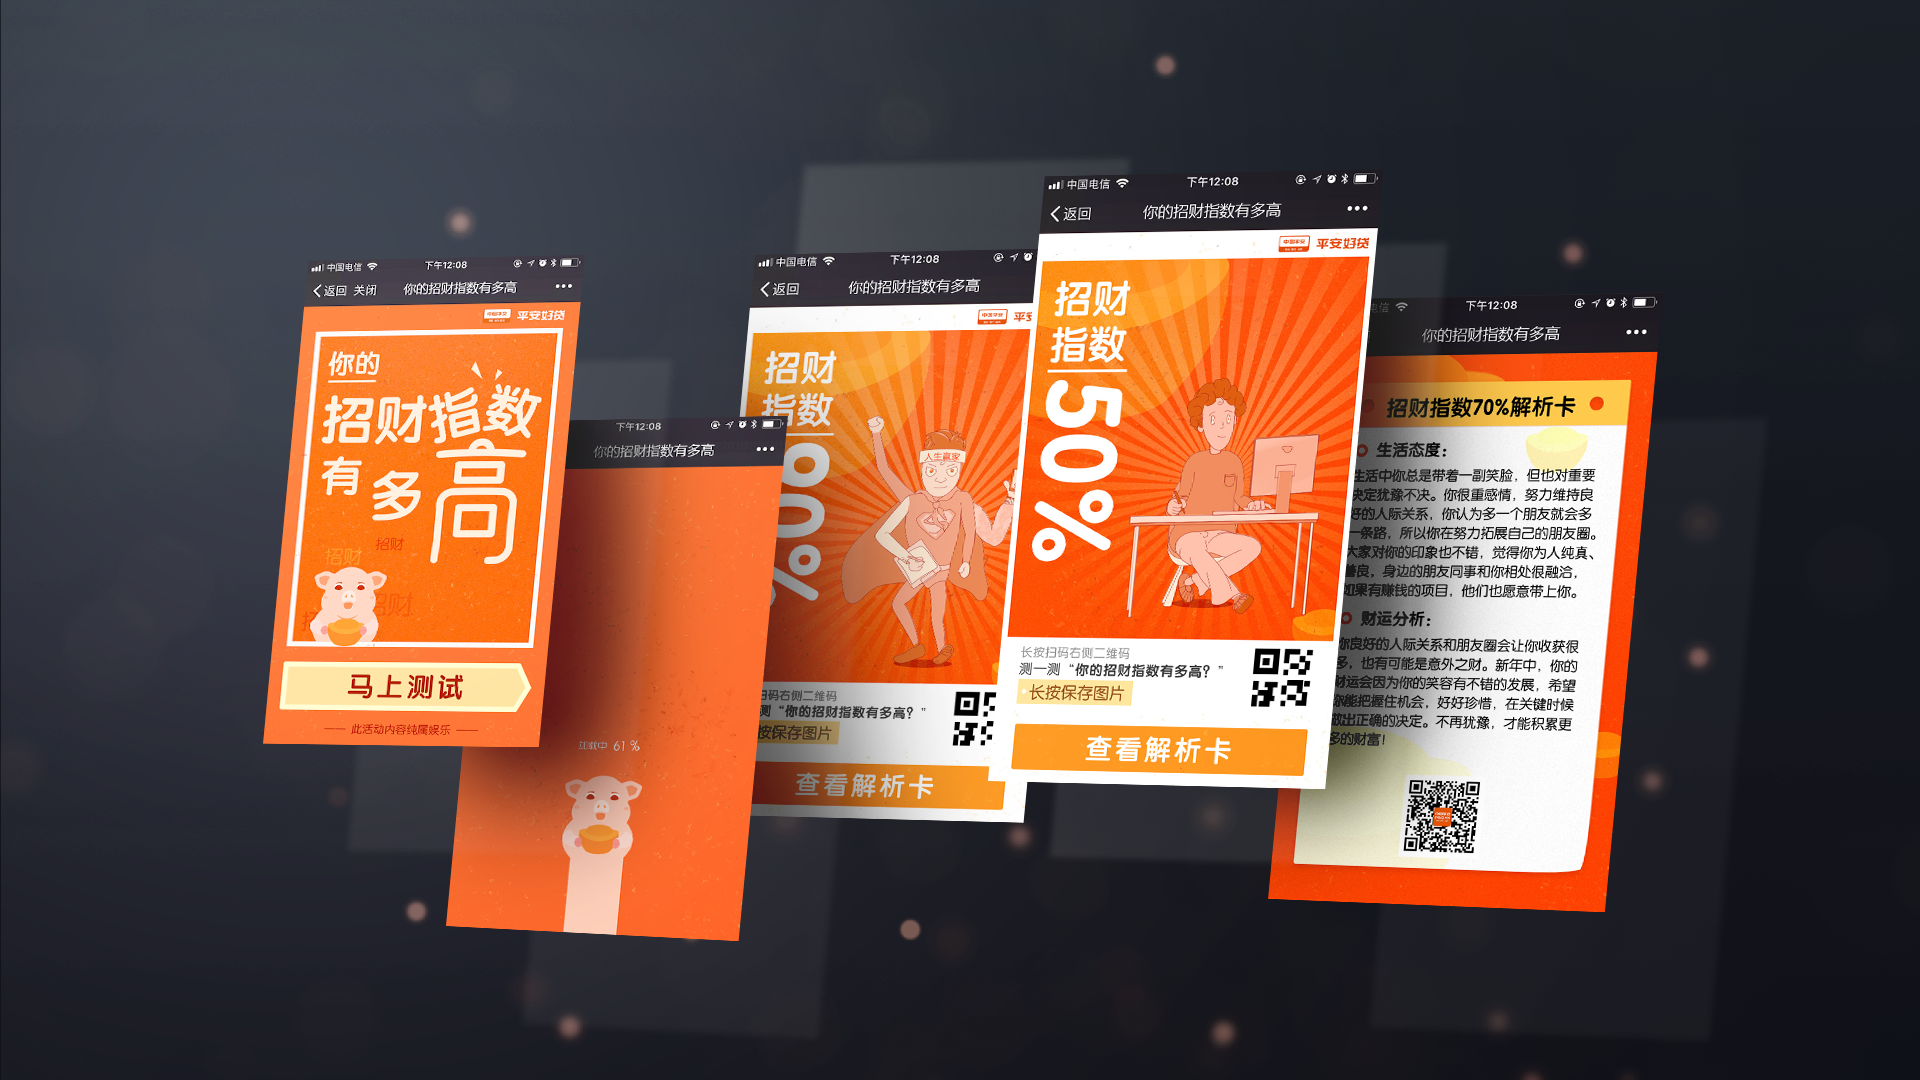 中国电信
下午12:08
返回 关闭
你的招财指数有多高
平安好贷
你的
招财指数
有多高
招财
招财
招财
马上测试
此活动内容纯属娱乐
下午12:08
你的招财指数有多高
加载中 61%
中国电信
下午12:08
返回
你的招财指数有多高
招财
指数
人生赢家
扫码右侧二维码
测“你的招财指数有多高？”
按保存图片
查看解析卡
中国电信
下午12:08
返回
你的招财指数有多高
中国平安
平安好贷
招财
指数
50%
长按扫码右侧二维码
测一测“你的招财指数有多高？”
长按保存图片
查看解析卡
电信
下午12:08
你的招财指数有多高
招财指数70%解析卡
生活态度：
生活中你总是带着一副笑脸，但也对重要
决定犹豫不决。你很重感情，努力维持良
好的人际关系，你认为多一个朋友就会多
一条路，所以你在努力拓展自己的朋友圈。
大家对你的印象也不错，觉得你为人纯真、
善良，身边的朋友同事和你相处很融洽，
如果有赚钱的项目，他们也愿意带上你。
财运分析：
你良好的人际关系和朋友圈会让你收获很
多，也有可能是意外之财。新年中，你的
财运会因为你的笑容有不错的发展，希望
你能把握住机会，好好珍惜，在关键时候
做出正确的决定。不再犹豫，才能积累更
多的财富！